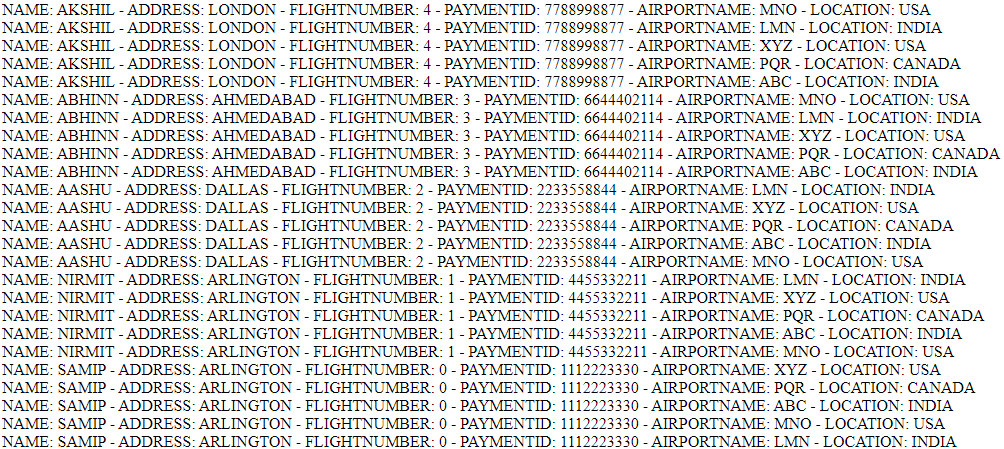 NAME: AKSHIL - ADDRESS: LONDON - FLIGHTNUMBER: 4 - PAYMENTID: 7788998877 - AIRPORTNAME: MNO - LOCATION: USA
NAME: AKSHIL - ADDRESS: LONDON - FLIGHTNUMBER: 4 - PAYMENTID: 7788998877 - AIRPORTNAME: LMN - LOCATION: INDIA
NAME: AKSHIL - ADDRESS: LONDON - FLIGHTNUMBER: 4 - PAYMENTID: 7788998877 - AIRPORTNAME: XYZ - LOCATION: USA
NAME: AKSHIL - ADDRESS: LONDON - FLIGHTNUMBER: 4 - PAYMENTID: 7788998877 - AIRPORTNAME: PQR - LOCATION: CANADA
NAME: AKSHIL - ADDRESS: LONDON - FLIGHTNUMBER: 4 - PAYMENTID: 7788998877 - AIRPORTNAME: ABC - LOCATION: INDIA
NAME: ABHINN - ADDRESS: AHMEDABAD - FLIGHTNUMBER: 3 - PAYMENTID: 6644402114 - AIRPORTNAME: MNO - LOCATION: USA
NAME: ABHINN - ADDRESS: AHMEDABAD - FLIGHTNUMBER: 3 - PAYMENTID: 6644402114 - AIRPORTNAME: LMN - LOCATION: INDIA
NAME: ABHINN - ADDRESS: AHMEDABAD - FLIGHTNUMBER: 3 - PAYMENTID: 6644402114 - AIRPORTNAME: XYZ - LOCATION: USA
NAME: ABHINN - ADDRESS: AHMEDABAD - FLIGHTNUMBER: 3 - PAYMENTID: 6644402114 - AIRPORTNAME: PQR - LOCATION: CANADA
NAME: ABHINN - ADDRESS: AHMEDABAD - FLIGHTNUMBER: 3 - PAYMENTID: 6644402114 - AIRPORTNAME: ABC - LOCATION: INDIA
NAME: AASHU - ADDRESS: DALLAS - FLIGHTNUMBER: 2 - PAYMENTID: 2233558844 - AIRPORTNAME: LMN - LOCATION: INDIA
NAME: AASHU - ADDRESS: DALLAS - FLIGHTNUMBER: 2 - PAYMENTID: 2233558844 - AIRPORTNAME: XYZ - LOCATION: USA
NAME: AASHU - ADDRESS: DALLAS - FLIGHTNUMBER: 2 - PAYMENTID: 2233558844 - AIRPORTNAME: PQR - LOCATION: CANADA
NAME: AASHU - ADDRESS: DALLAS - FLIGHTNUMBER: 2 - PAYMENTID: 2233558844 - AIRPORTNAME: ABC - LOCATION: INDIA
NAME: AASHU - ADDRESS: DALLAS - FLIGHTNUMBER: 2 - PAYMENTID: 2233558844 - AIRPORTNAME: MNO - LOCATION: USA
NAME: NIRMIT - ADDRESS: ARLINGTON - FLIGHTNUMBER: 1 - PAYMENTID: 4455332211 - AIRPORTNAME: LMN - LOCATION: INDIA
NAME: NIRMIT - ADDRESS: ARLINGTON - FLIGHTNUMBER: 1 - PAYMENTID: 4455332211 - AIRPORTNAME: XYZ - LOCATION: USA
NAME: NIRMIT - ADDRESS: ARLINGTON - FLIGHTNUMBER: 1 - PAYMENTID: 4455332211 - AIRPORTNAME: PQR - LOCATION: CANADA
NAME: NIRMIT - ADDRESS: ARLINGTON - FLIGHTNUMBER: 1 - PAYMENTID: 4455332211 - AIRPORTNAME: ABC - LOCATION: INDIA
NAME: NIRMIT - ADDRESS: ARLINGTON - FLIGHTNUMBER: 1 - PAYMENTID: 4455332211 - AIRPORTNAME: MNO - LOCATION: USA
NAME: SAMIP - ADDRESS: ARLINGTON - FLIGHTNUMBER: 0 - PAYMENTID: 1112223330 - AIRPORTNAME: XYZ - LOCATION: USA
NAME: SAMIP - ADDRESS: ARLINGTON - FLIGHTNUMBER: 0 - PAYMENTID: 1112223330 - AIRPORTNAME: PQR - LOCATION: CANADA
NAME: SAMIP - ADDRESS: ARLINGTON - FLIGHTNUMBER: 0 - PAYMENTID: 1112223330 - AIRPORTNAME: ABC - LOCATION: INDIA
NAME: SAMIP - ADDRESS: ARLINGTON - FLIGHTNUMBER: 0 - PAYMENTID: 1112223330 - AIRPORTNAME: MNO - LOCATION: USA
NAME: SAMIP - ADDRESS: ARLINGTON - FLIGHTNUMBER: 0 - PAYMENTID: 1112223330 - AIRPORTNAME: LMN - LOCATION: INDIA